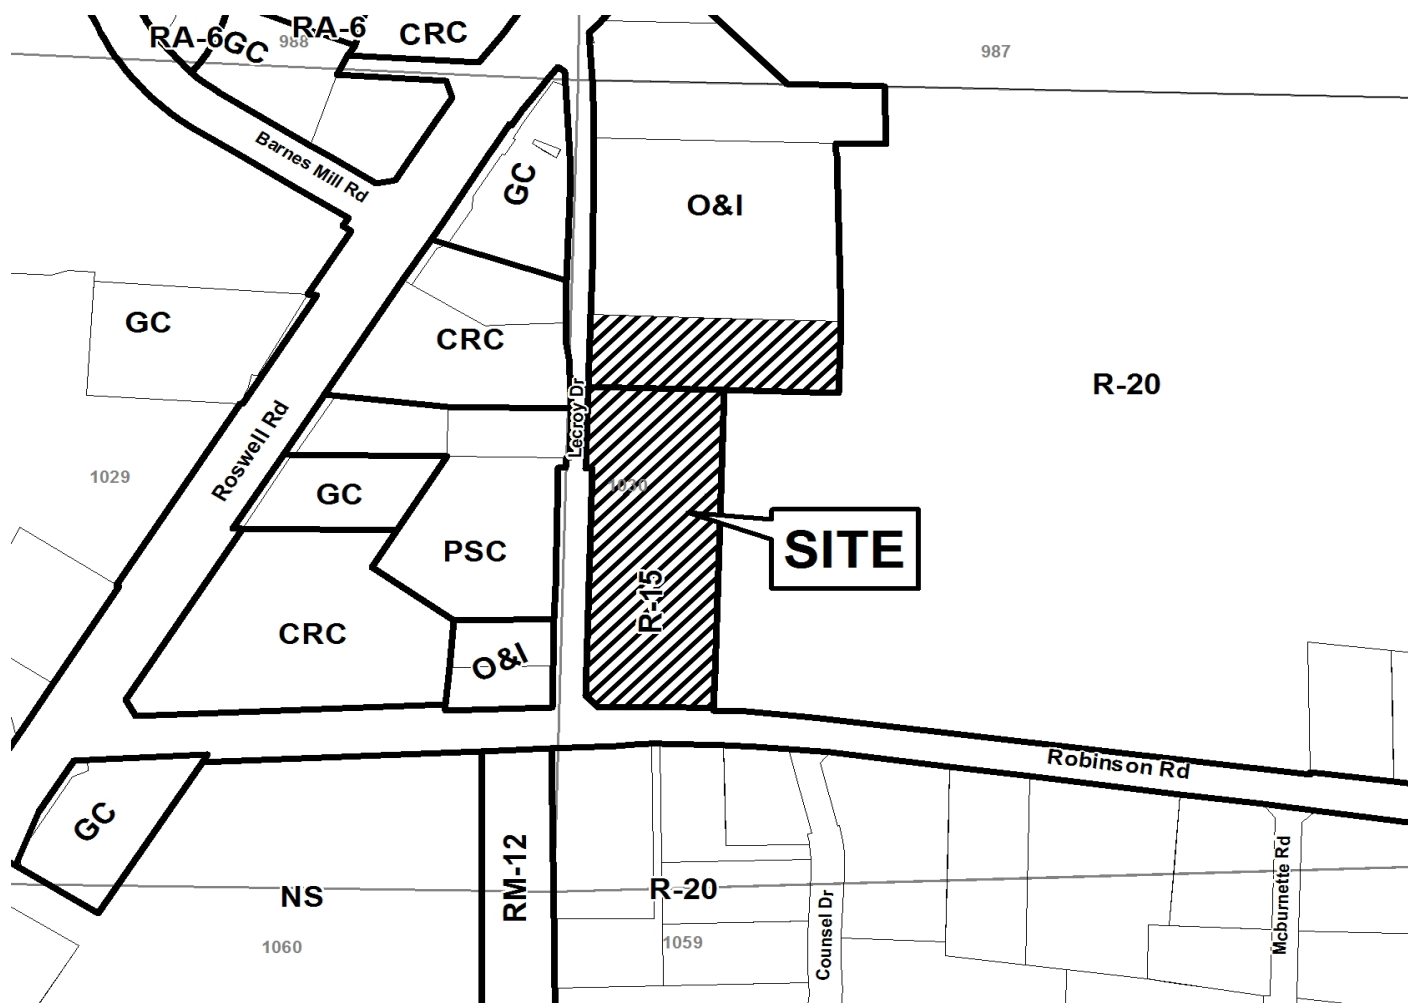 RA-6
GC
988
RA-6
CRC
987
Barnes Mill Rd
GC
O&I
GC
CRC
R-20
Lecroy Dr
Roswell Rd
1029
GC
1030
PSC
SITE
R-15
CRC
O&I
Robinson Rd
GC
NS
RM-12
R-20
Counsel Dr
Mcburnette Rd
1060
1059